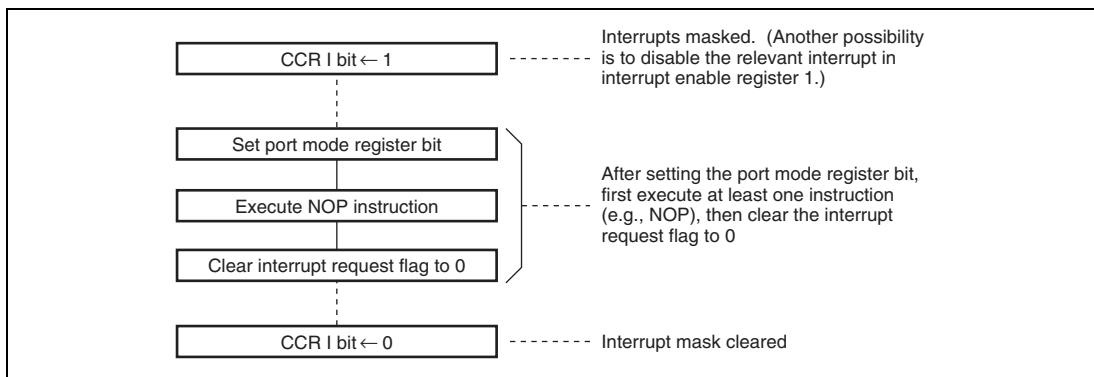 CCR I bit ← 1
Interrupts masked. (Another possibility
is to disable the relevant interrupt in
interrupt enable register 1.)
Set port mode register bit
Execute NOP instruction
Clear interrupt request flag to 0
After setting the port mode register bit,
first execute at least one instruction
(e.g., NOP), then clear the interrupt
request flag to 0
CCR I bit ← 0
Interrupt mask cleared